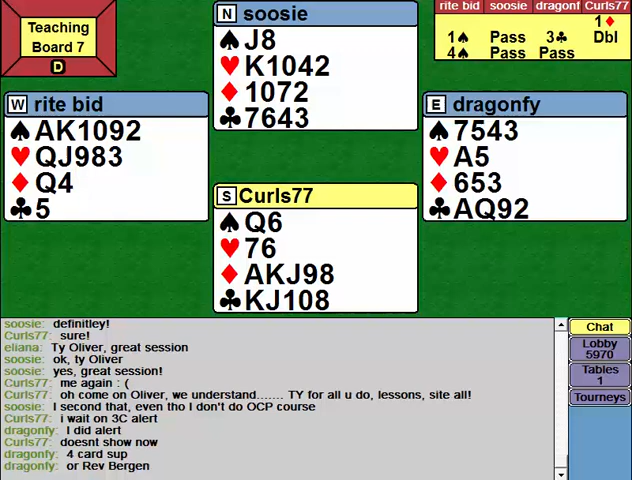 Teaching
Board 7
D
N soosie
♠ J8
♥ K1042
♦ 1072
♣ 7643
rite bid soosie dragonf Curls77
1♦
1♠ Pass 3♣ Dbl
4♠ Pass Pass
W rite bid
♠ AK1092
♥ QJ983
♦ Q4
♣ 5
E dragonfy
♠ 7543
♥ A5
♦ 653
♣ AQ92
S Curls77
♠ Q6
♥ 76
♦ AKJ98
♣ KJ108
soosie: definitley!
Curls77: sure!
eliana: Ty Oliver, great session
soosie: ok, ty Oliver
soosie: yes, great session!
Curls77: me again : (
Curls77: oh come on Oliver, we understand....... TY for all u do, lessons, site all!
soosie: I second that, even tho I don't do OCP course
Curls77: i wait on 3C alert
dragonfy: I did alert
Curls77: doesnt show now
dragonfy: 4 card sup
dragonfy: or Rev Bergen
Chat
Lobby
5970
Tables
1
Tourneys